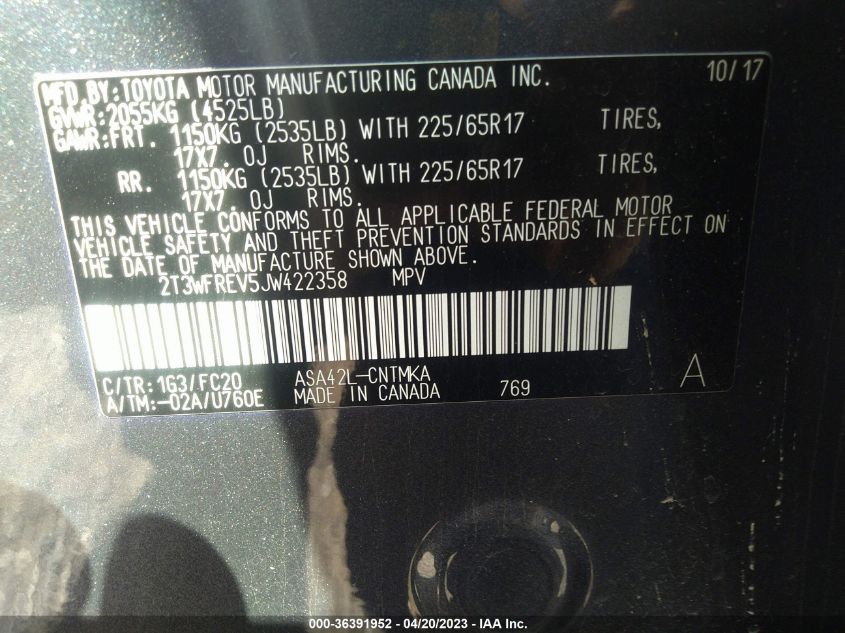 MFD. BY: TOYOTA MOTOR MANUFACTURING CANADA INC. 10/17
GVWR: 2055KG (4525LB)
GAWR: FRT. 1150KG (2535LB) WITH 225/65R17 TIRES,
17X7. 0J RIMS.
RR. 1150KG (2535LB) WITH 225/65R17 TIRES,
17X7. 0J RIMS.
THIS VEHICLE CONFORMS TO ALL APPLICABLE FEDERAL MOTOR
VEHICLE SAFETY AND THEFT PREVENTION STANDARDS IN EFFECT ON
THE DATE OF MANUFACTURE SHOWN ABOVE.
2T3WFREV5JW422358 MPV
C/TR: 1G3/FC20 ASA42L-CNTMKA A
A/TM:-02A/U760E MADE IN CANADA 769
000-36391952 - 04/20/2023 - IAA Inc.